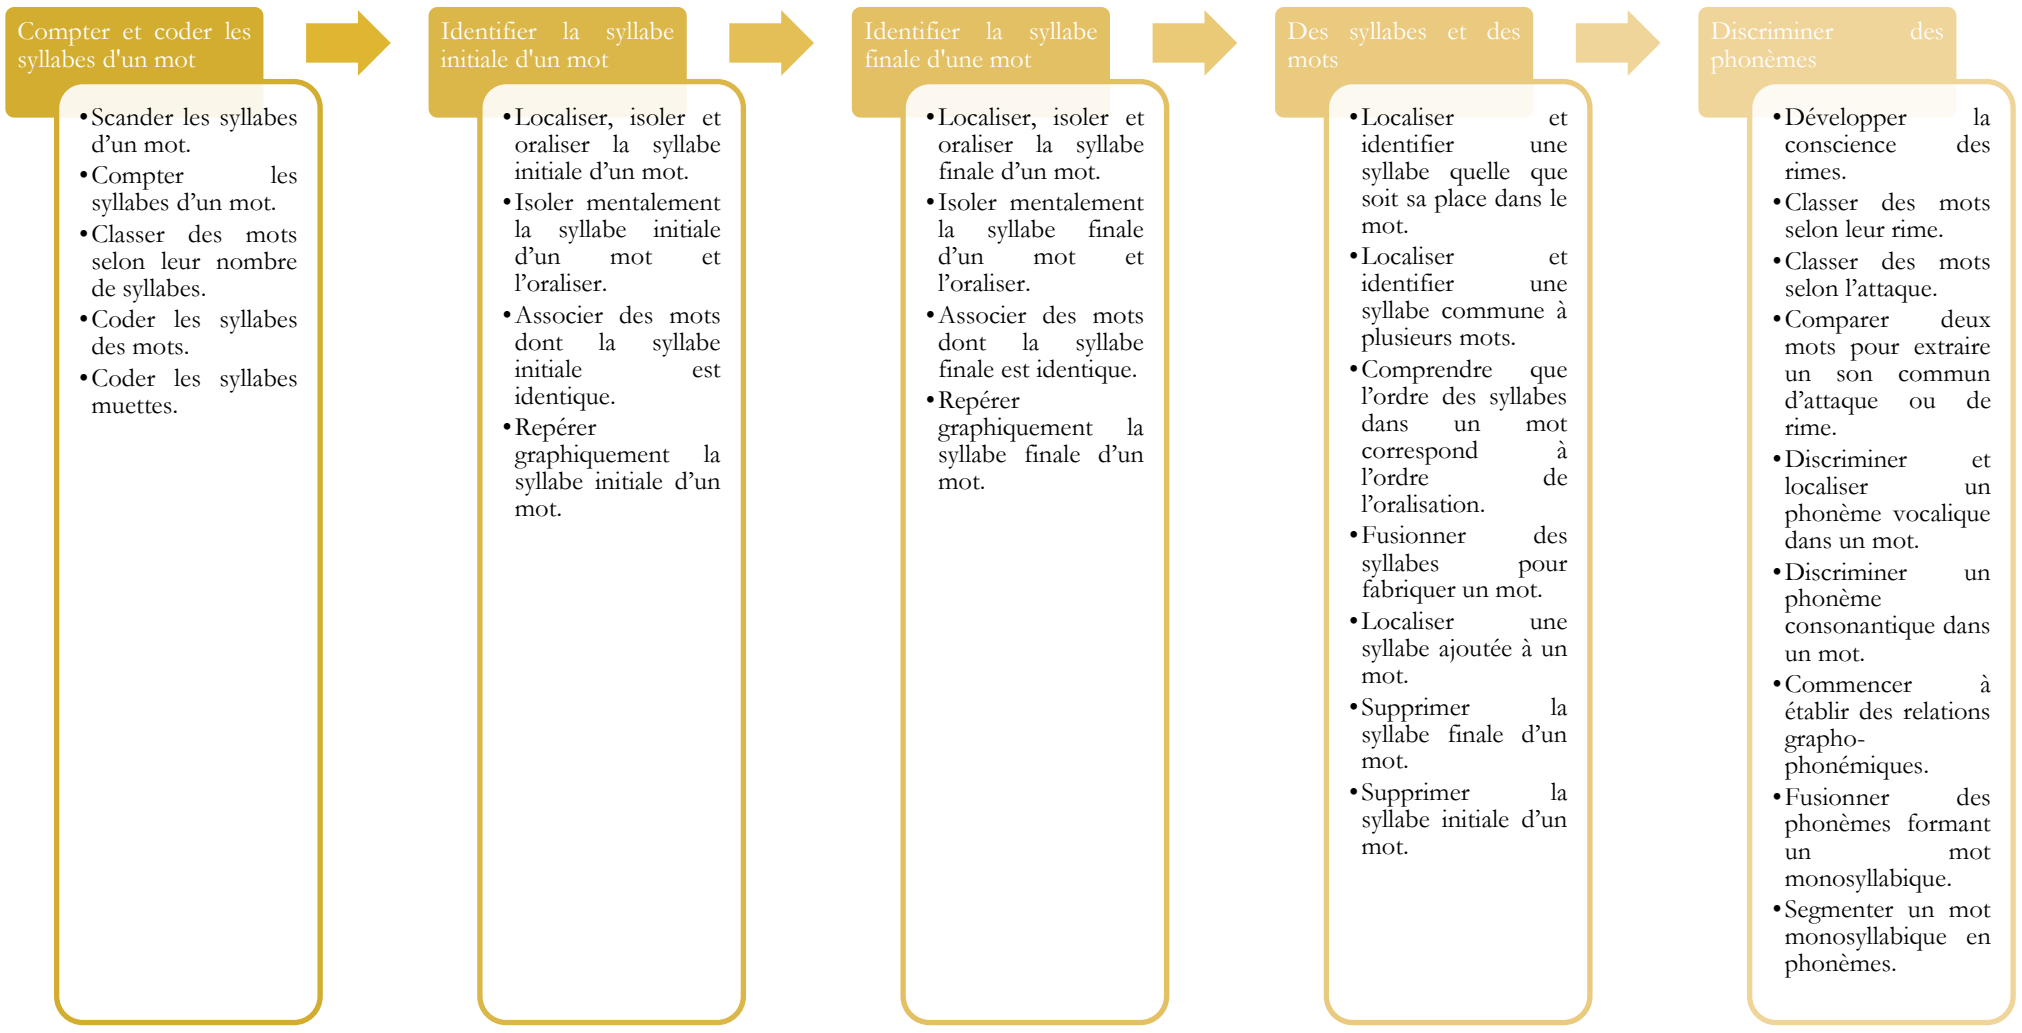 Compter et coder les
syllabes d'un mot
•Scander les syllabes
d’un mot.
•Compter les
syllabes d’un mot.
•Classer des mots
selon leur nombre
de syllabes.
•Coder les syllabes
des mots.
•Coder les syllabes
muettes.
Identifier la syllabe
initiale d'un mot
•Localiser, isoler et
oraliser la syllabe
initiale d’un mot.
•Isoler mentalement
la syllabe initiale
d’un mot et
l’oraliser.
•Associer des mots
dont la syllabe
initiale est
identique.
•Repérer
graphiquement la
syllabe initiale d’un
mot.
Identifier la syllabe
finale d'une mot
•Localiser, isoler et
oraliser la syllabe
finale d’un mot.
•Isoler mentalement
la syllabe finale
d’un mot et
l’oraliser.
•Associer des mots
dont la syllabe
finale est identique.
•Repérer
graphiquement la
syllabe finale d’un
mot.
Des syllabes et des
mots
•Localiser et
identifier une
syllabe quelle que
soit sa place dans le
mot.
•Localiser et
identifier une
syllabe commune à
plusieurs mots.
•Comprendre que
l’ordre des syllabes
dans un mot
correspond à
l’ordre de
l’oralisation.
•Fusionner des
syllabes pour
fabriquer un mot.
•Localiser une
syllabe ajoutée à un
mot.
•Supprimer la
syllabe finale d’un
mot.
•Supprimer la
syllabe initiale d’un
mot.
Discriminer des
phonèmes
•Développer la
conscience des
rimes.
•Classer des mots
selon leur rime.
•Classer des mots
selon l’attaque.
•Comparer deux
mots pour extraire
un son commun
d’attaque ou de
rime.
•Discriminer et
localiser un
phonème vocalique
dans un mot.
•Discriminer un
phonème
consonantique dans
un mot.
•Commencer à
établir des relations
grapho-
phonémiques.
•Fusionner des
phonèmes formant
un mot
monosyllabique.
•Segmenter un mot
monosyllabique en
phonèmes.